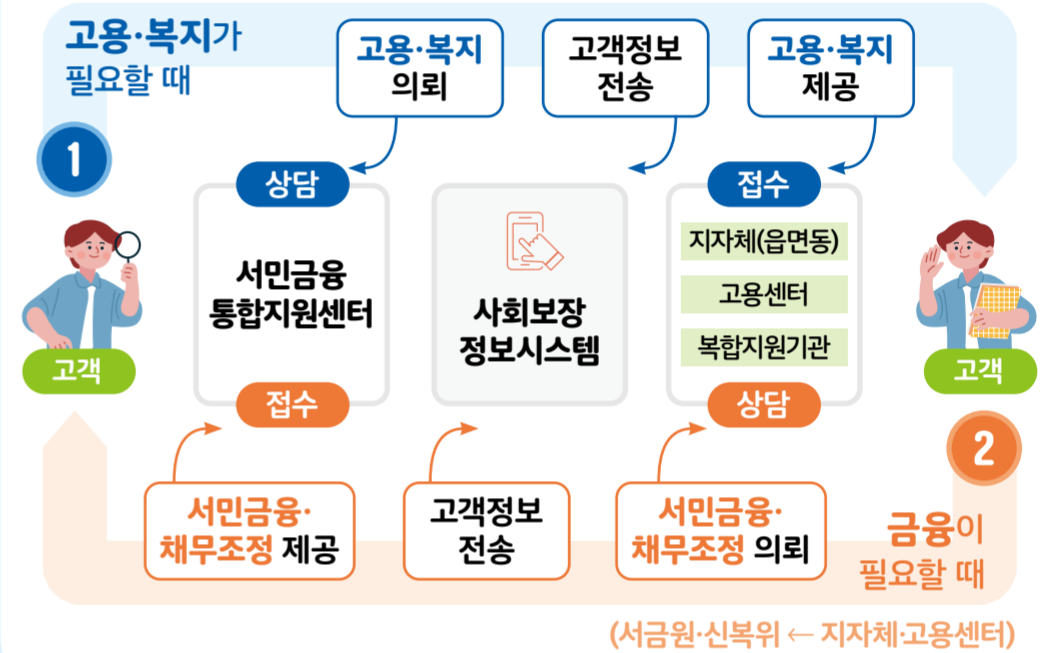 고용·복지가
필요할 때
1
고용·복지
의뢰
고객정보
전송
고용·복지
제공
상담
서민금융
통합지원센터
접수
사회보장
정보시스템
접수
지자체(읍면동)
고용센터
복합지원기관
상담
고객
고객
2
서민금융·
채무조정 제공
고객정보
전송
서민금융·
채무조정 의뢰
금융이
필요할 때
(서금원·신복위 ← 지자체·고용센터)